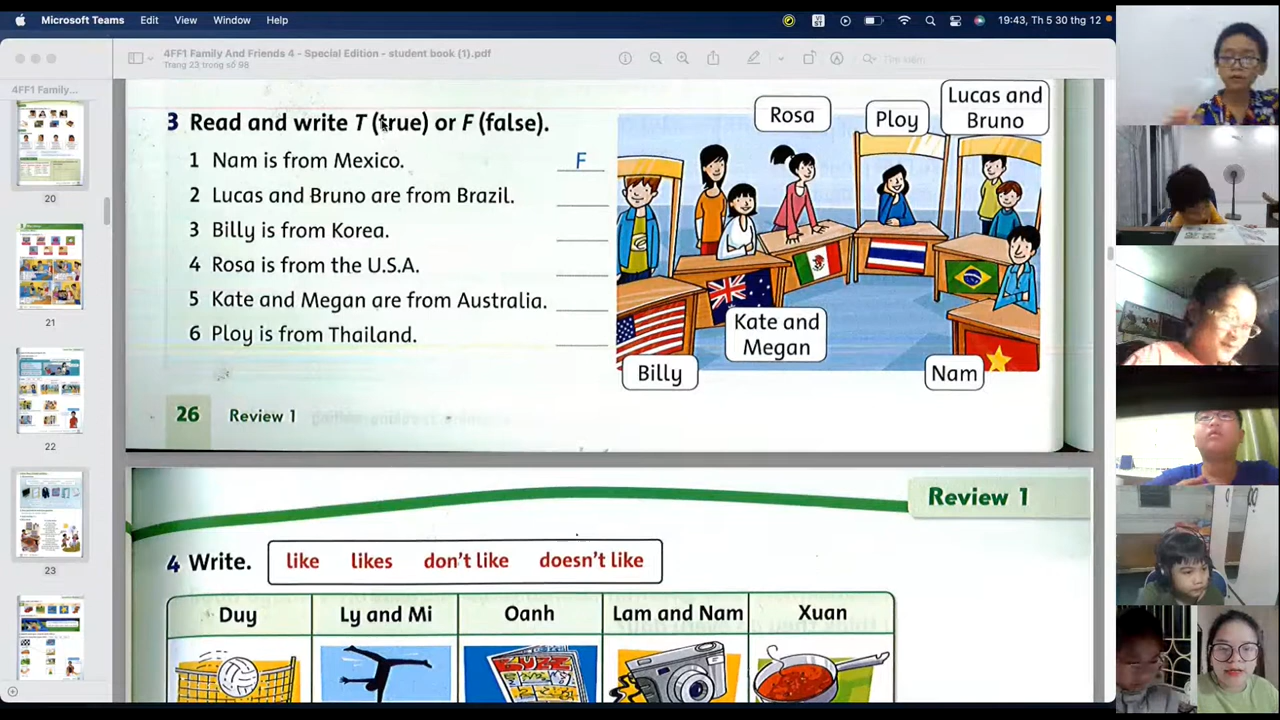 Microsoft Teams Edit View Window Help
VI
ST
19:43, Th 5 30 thg 12
4FF1 Family And Friends 4 - Special Edition - student book (1).pdf
Trang 23 trong số 98
Tìm kiếm
4FF1 Family...
20
21
22
23
3 Read and write T (true) or F (false).
1 Nam is from Mexico. F
2 Lucas and Bruno are from Brazil.
3 Billy is from Korea.
4 Rosa is from the U.S.A.
5 Kate and Megan are from Australia.
6 Ploy is from Thailand.
Rosa
Ploy
Lucas and
Bruno
Kate and
Megan
Billy
Nam
26 Review 1
Review 1
4 Write. like likes don't like doesn't like
Duy Ly and Mi Oanh Lam and Nam Xuan